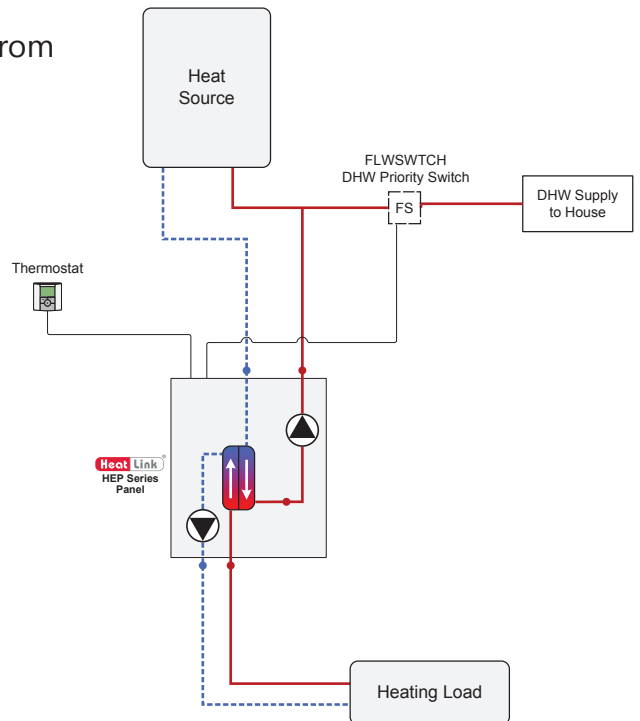 rom
Heat
Source
FLWSWTCH
DHW Priority Switch
FS
DHW Supply
to House
Thermostat
Heat Link®
HEP Series
Panel
Heating Load